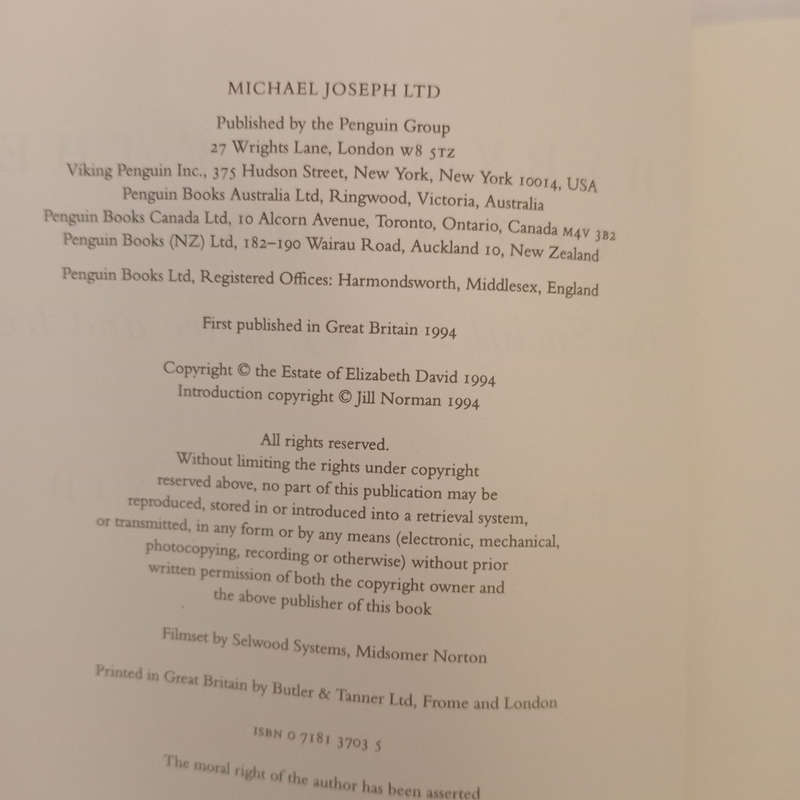 MICHAEL JOSEPH LTD
Published by the Penguin Group
27 Wrights Lane, London W8 5TZ
Viking Penguin Inc., 375 Hudson Street, New York, New York 10014, USA
Penguin Books Australia Ltd, Ringwood, Victoria, Australia
Penguin Books Canada Ltd, 10 Alcorn Avenue, Toronto, Ontario, Canada M4V 3B2
Penguin Books (NZ) Ltd, 182–190 Wairau Road, Auckland 10, New Zealand
Penguin Books Ltd, Registered Offices: Harmondsworth, Middlesex, England
First published in Great Britain 1994
Copyright © the Estate of Elizabeth David 1994
Introduction copyright © Jill Norman 1994
All rights reserved.
Without limiting the rights under copyright
reserved above, no part of this publication may be
reproduced, stored in or introduced into a retrieval system,
or transmitted, in any form or by any means (electronic, mechanical,
photocopying, recording or otherwise) without prior
written permission of both the copyright owner and
the above publisher of this book
Filmset by Selwood Systems, Midsomer Norton
Printed in Great Britain by Butler & Tanner Ltd, Frome and London
ISBN 0 7181 3703 5
The moral right of the author has been asserted